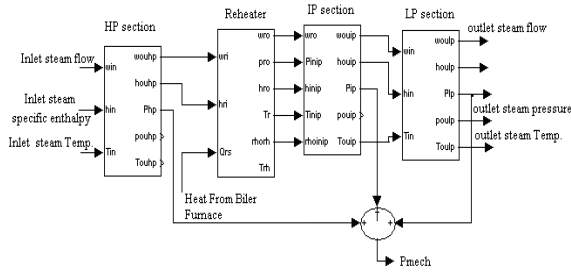 HP section
Reheater
IP section
LP section
Inlet steam flow
Inlet steam
specific enthalpy
Inlet steam Temp.
win
hin
Tin
wouhp
houhp
Php
pouhp
Touhp
wri
hri
Qrs
wro
pro
hro
Tr
rhorh
Trh
Heat From Biler
Furnace
wro
Pinip
hinip
Tinip
rhoinip
wouip
houip
Pip
pouip
Touip
win
hin
Tin
woulp
houlp
Plp
poulp
Toulp
outlet steam flow
outlet steam pressure
outlet steam Temp.
+
+
Pmech